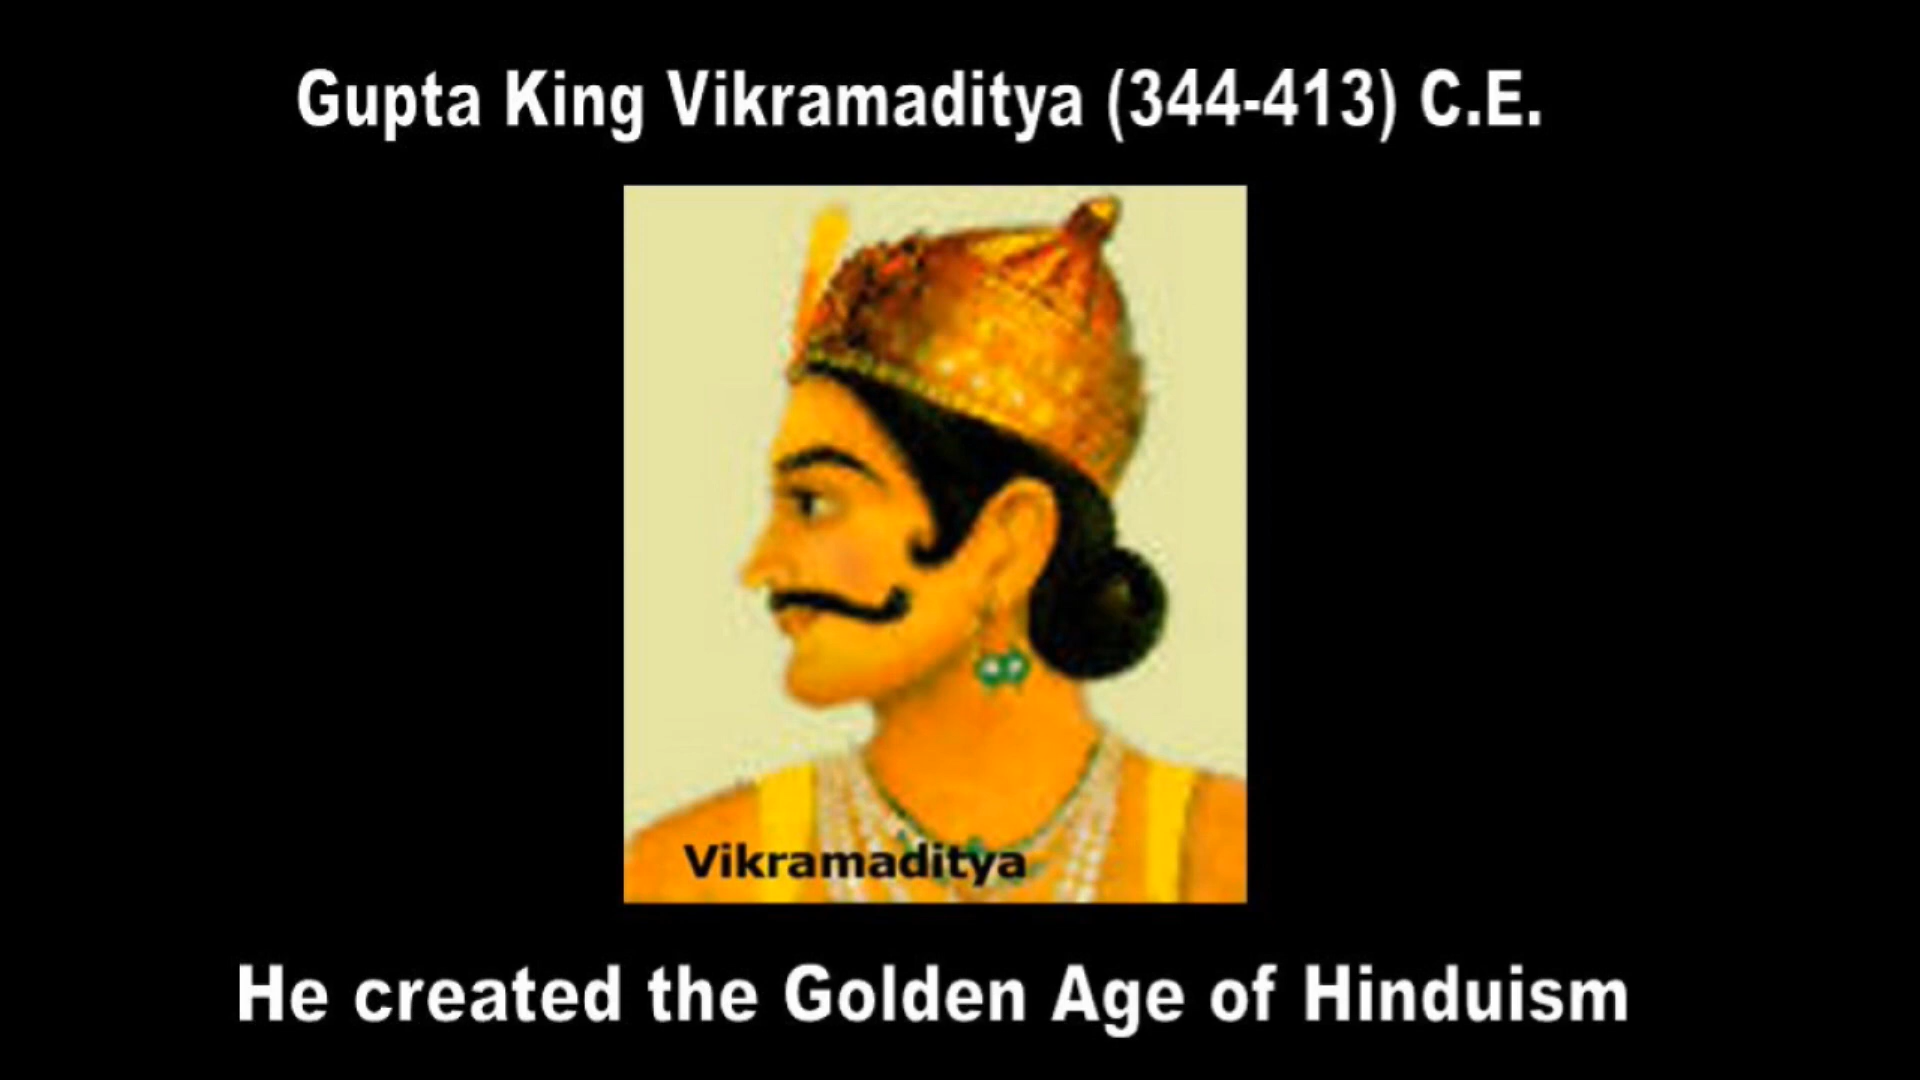 Gupta King Vikramaditya (344-413) C.E.
Vikramaditya
He created the Golden Age of Hinduism